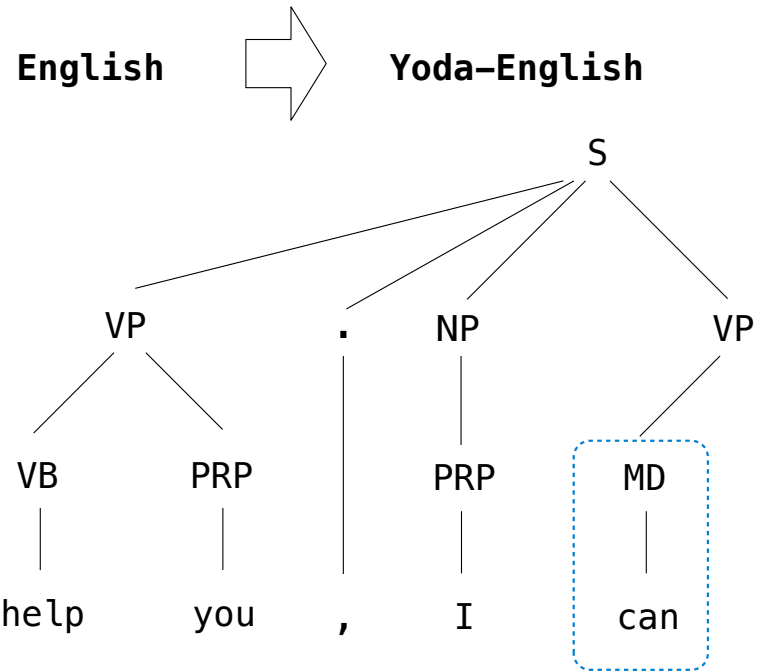 English Yoda–English
S
VP . NP VP
VB PRP PRP MD
help you , I can